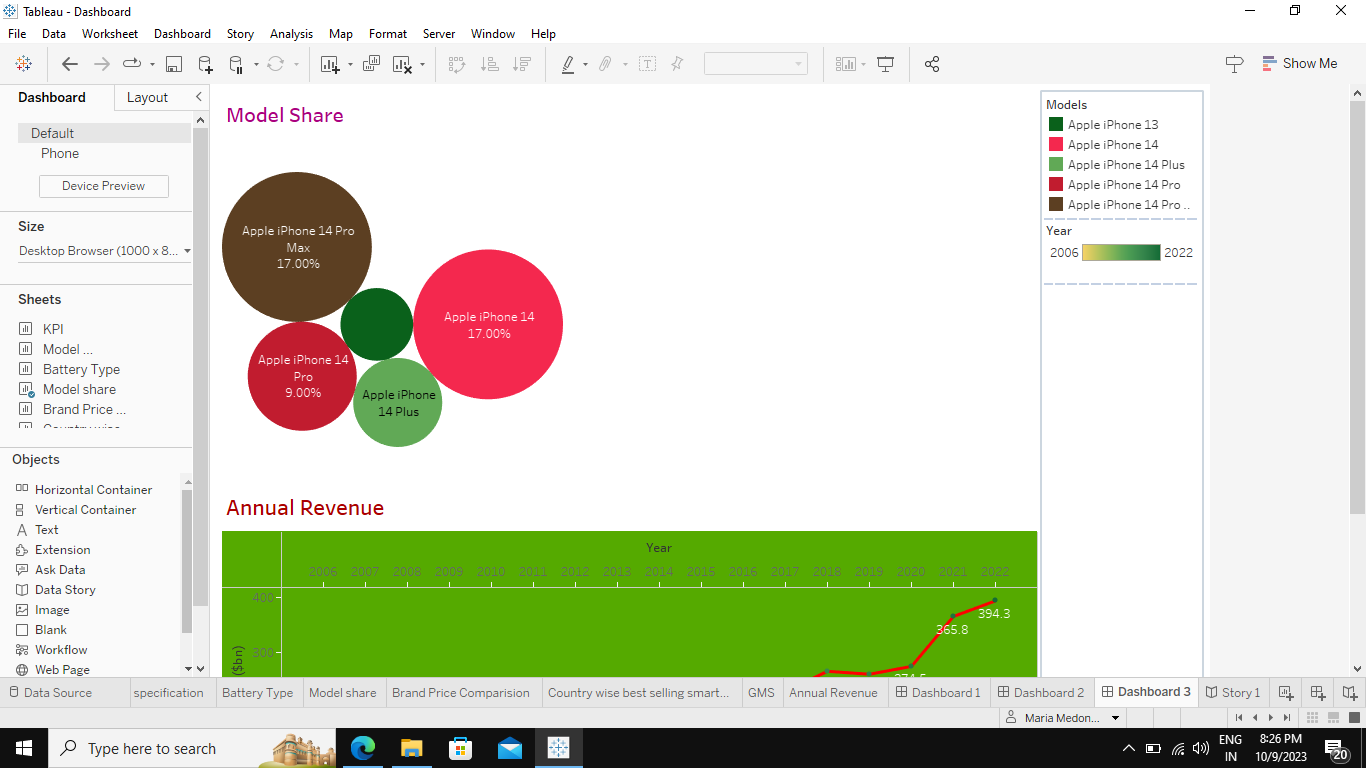 Tableau - Dashboard
File Data Worksheet Dashboard Story Analysis Map Format Server Window Help
Show Me
Dashboard Layout
Default
Phone
Device Preview
Size
Desktop Browser (1000 x 8...
Sheets
KPI
Model ...
Battery Type
Model share
Brand Price ...
Objects
Horizontal Container
Vertical Container
Text
Extension
Ask Data
Data Story
Image
Blank
Workflow
Web Page
Model Share
Apple iPhone 14 Pro
Max
17.00%
Apple iPhone 14
17.00%
Apple iPhone 14
Pro
9.00%
Apple iPhone
14 Plus
Models
Apple iPhone 13
Apple iPhone 14
Apple iPhone 14 Plus
Apple iPhone 14 Pro
Apple iPhone 14 Pro ..
Year
2006 2022
Annual Revenue
Year
2006 2007 2008 2009 2010 2011 2012 2013 2014 2015 2016 2017 2018 2019 2020 2021 2022
400
300
($bn)
394.3
365.8
274.5
Data Source specification Battery Type Model share Brand Price Comparision Country wise best selling smart... GMS Annual Revenue Dashboard 1 Dashboard 2 Dashboard 3 Story 1
Maria Medon...
Type here to search
ENG
IN
8:26 PM
10/9/2023
20